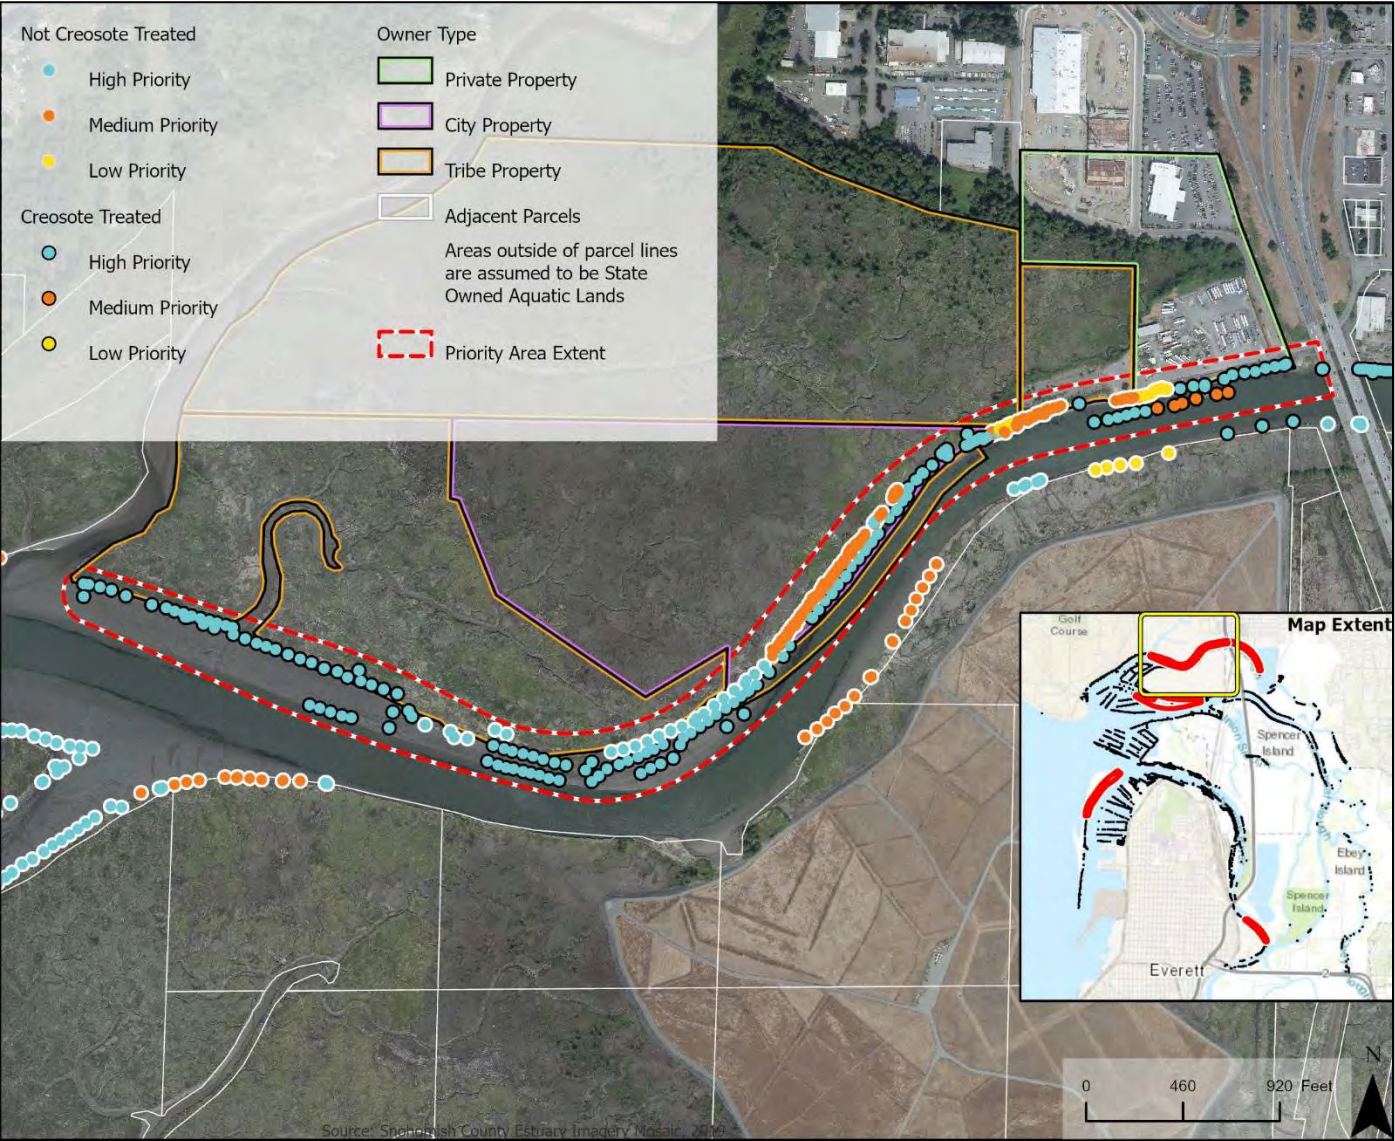 Not Creosote Treated
High Priority
Medium Priority
Low Priority
Creosote Treated
High Priority
Medium Priority
Low Priority
Owner Type
Private Property
City Property
Tribe Property
Adjacent Parcels
Areas outside of parcel lines
are assumed to be State
Owned Aquatic Lands
Priority Area Extent
Map Extent
Golf
Course
Spencer
Island
Ebey
Island
Spencer
Island
Everett
2
N
0 460 920 Feet
Source: Snohomish County Estuary Imagery Mosaic,